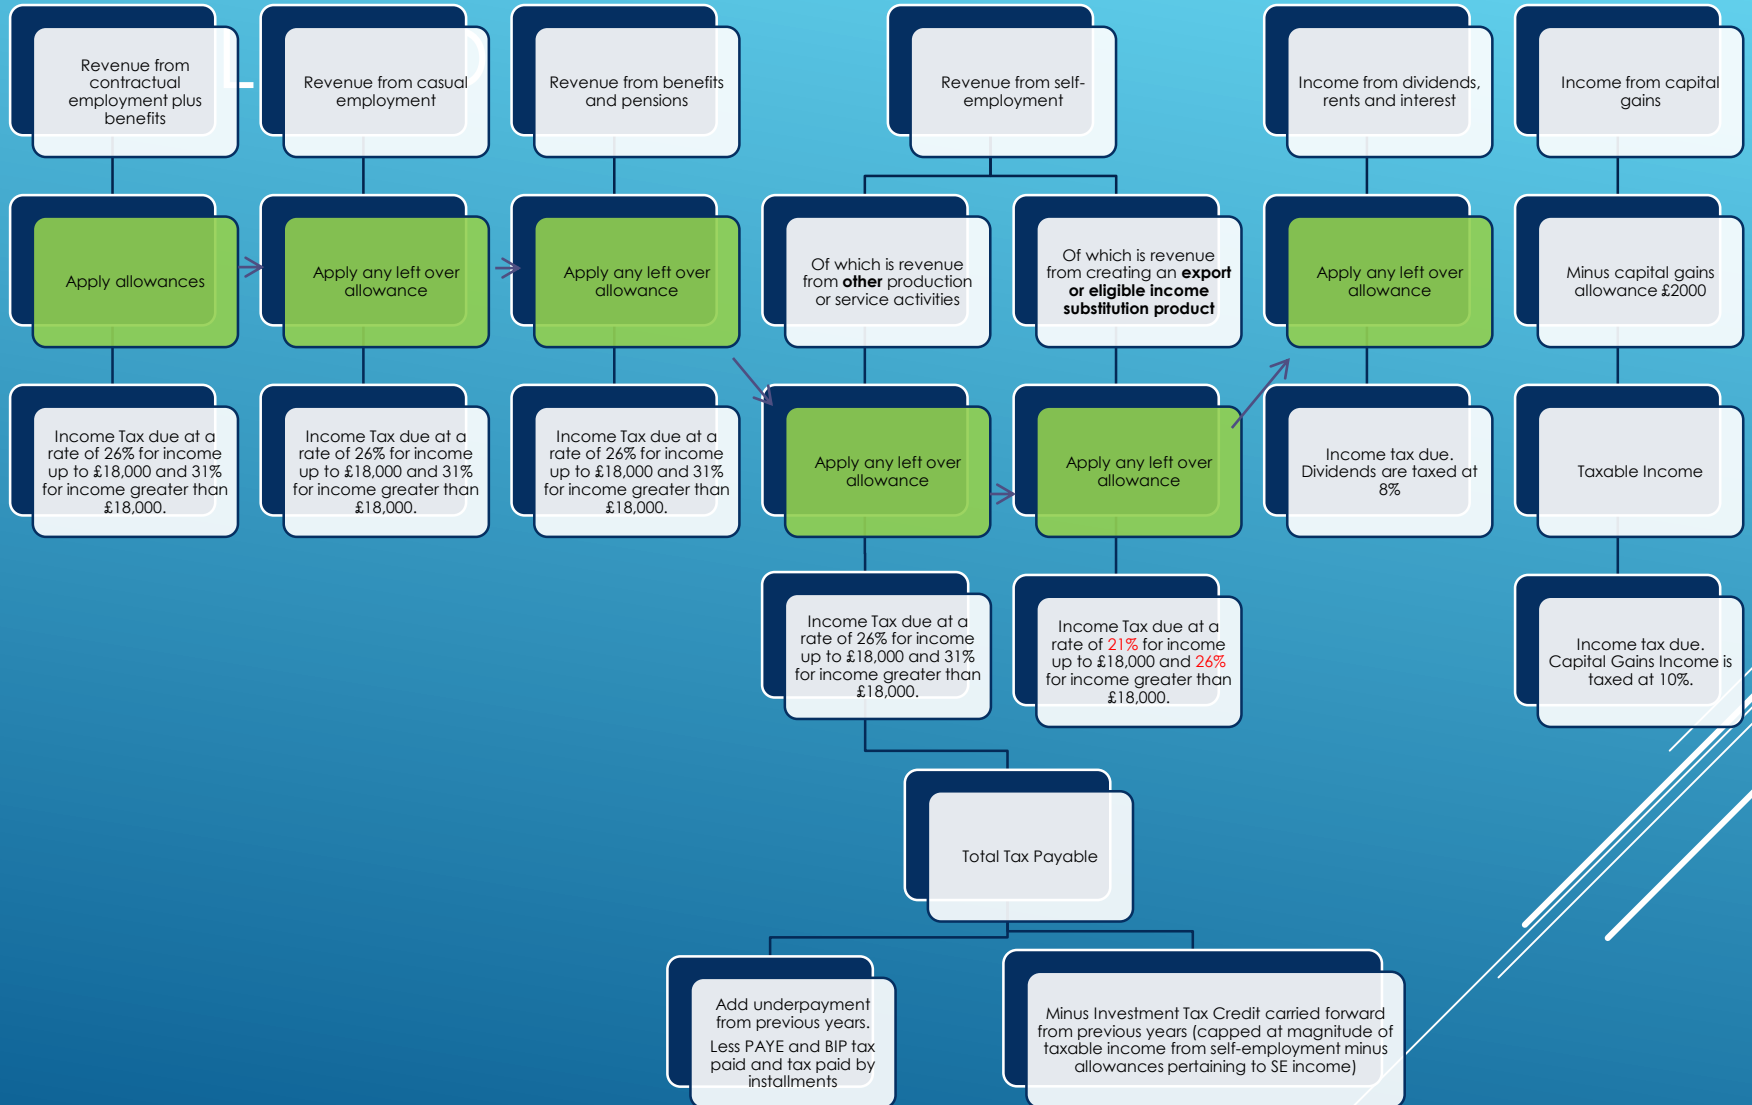 Revenue from
contractual
employment plus
benefits
Revenue from casual
employment
Revenue from benefits
and pensions
Revenue from self-
employment
Income from dividends,
rents and interest
Income from capital
gains
Apply allowances
Apply any left over
allowance
Apply any left over
allowance
Of which is revenue
from other production
or service activities
Of which is revenue
from creating an export
or eligible income
substitution product
Apply any left over
allowance
Minus capital gains
allowance £2000
Income Tax due at a
rate of 26% for income
up to £18,000 and 31%
for income greater than
£18,000.
Income Tax due at a
rate of 26% for income
up to £18,000 and 31%
for income greater than
£18,000.
Income Tax due at a
rate of 26% for income
up to £18,000 and 31%
for income greater than
£18,000.
Apply any left over
allowance
Apply any left over
allowance
Income tax due.
Dividends are taxed at
8%
Taxable Income
Income Tax due at a
rate of 26% for income
up to £18,000 and 31%
for income greater than
£18,000.
Income Tax due at a
rate of 21% for income
up to £18,000 and 26%
for income greater than
£18,000.
Income tax due.
Capital Gains Income is
taxed at 10%.
Total Tax Payable
Add underpayment
from previous years.
Less PAYE and BIP tax
paid and tax paid by
installments
Minus Investment Tax Credit carried forward
from previous years (capped at magnitude of
taxable income from self-employment minus
allowances pertaining to SE income)